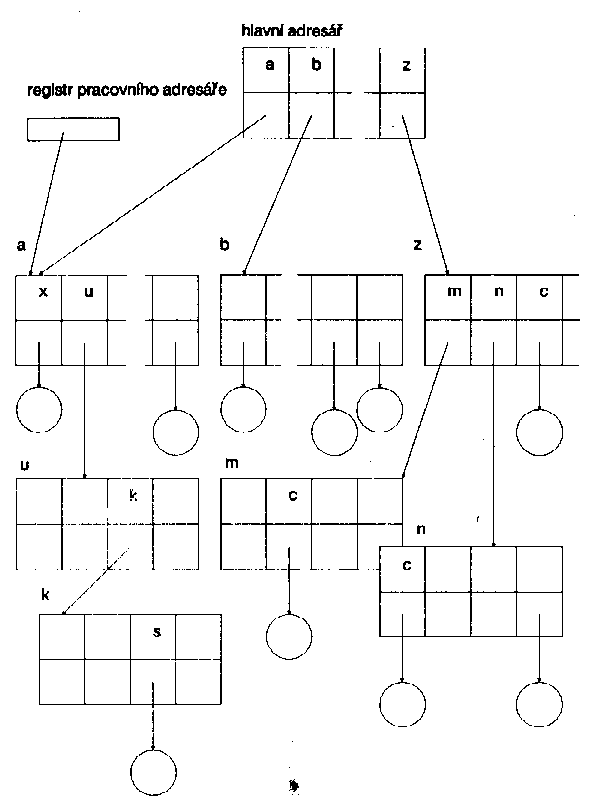 hlavní adresář
a b z
registr pracovního adresáře
a b z
x u m n c
u m
k c
n
c
k
s